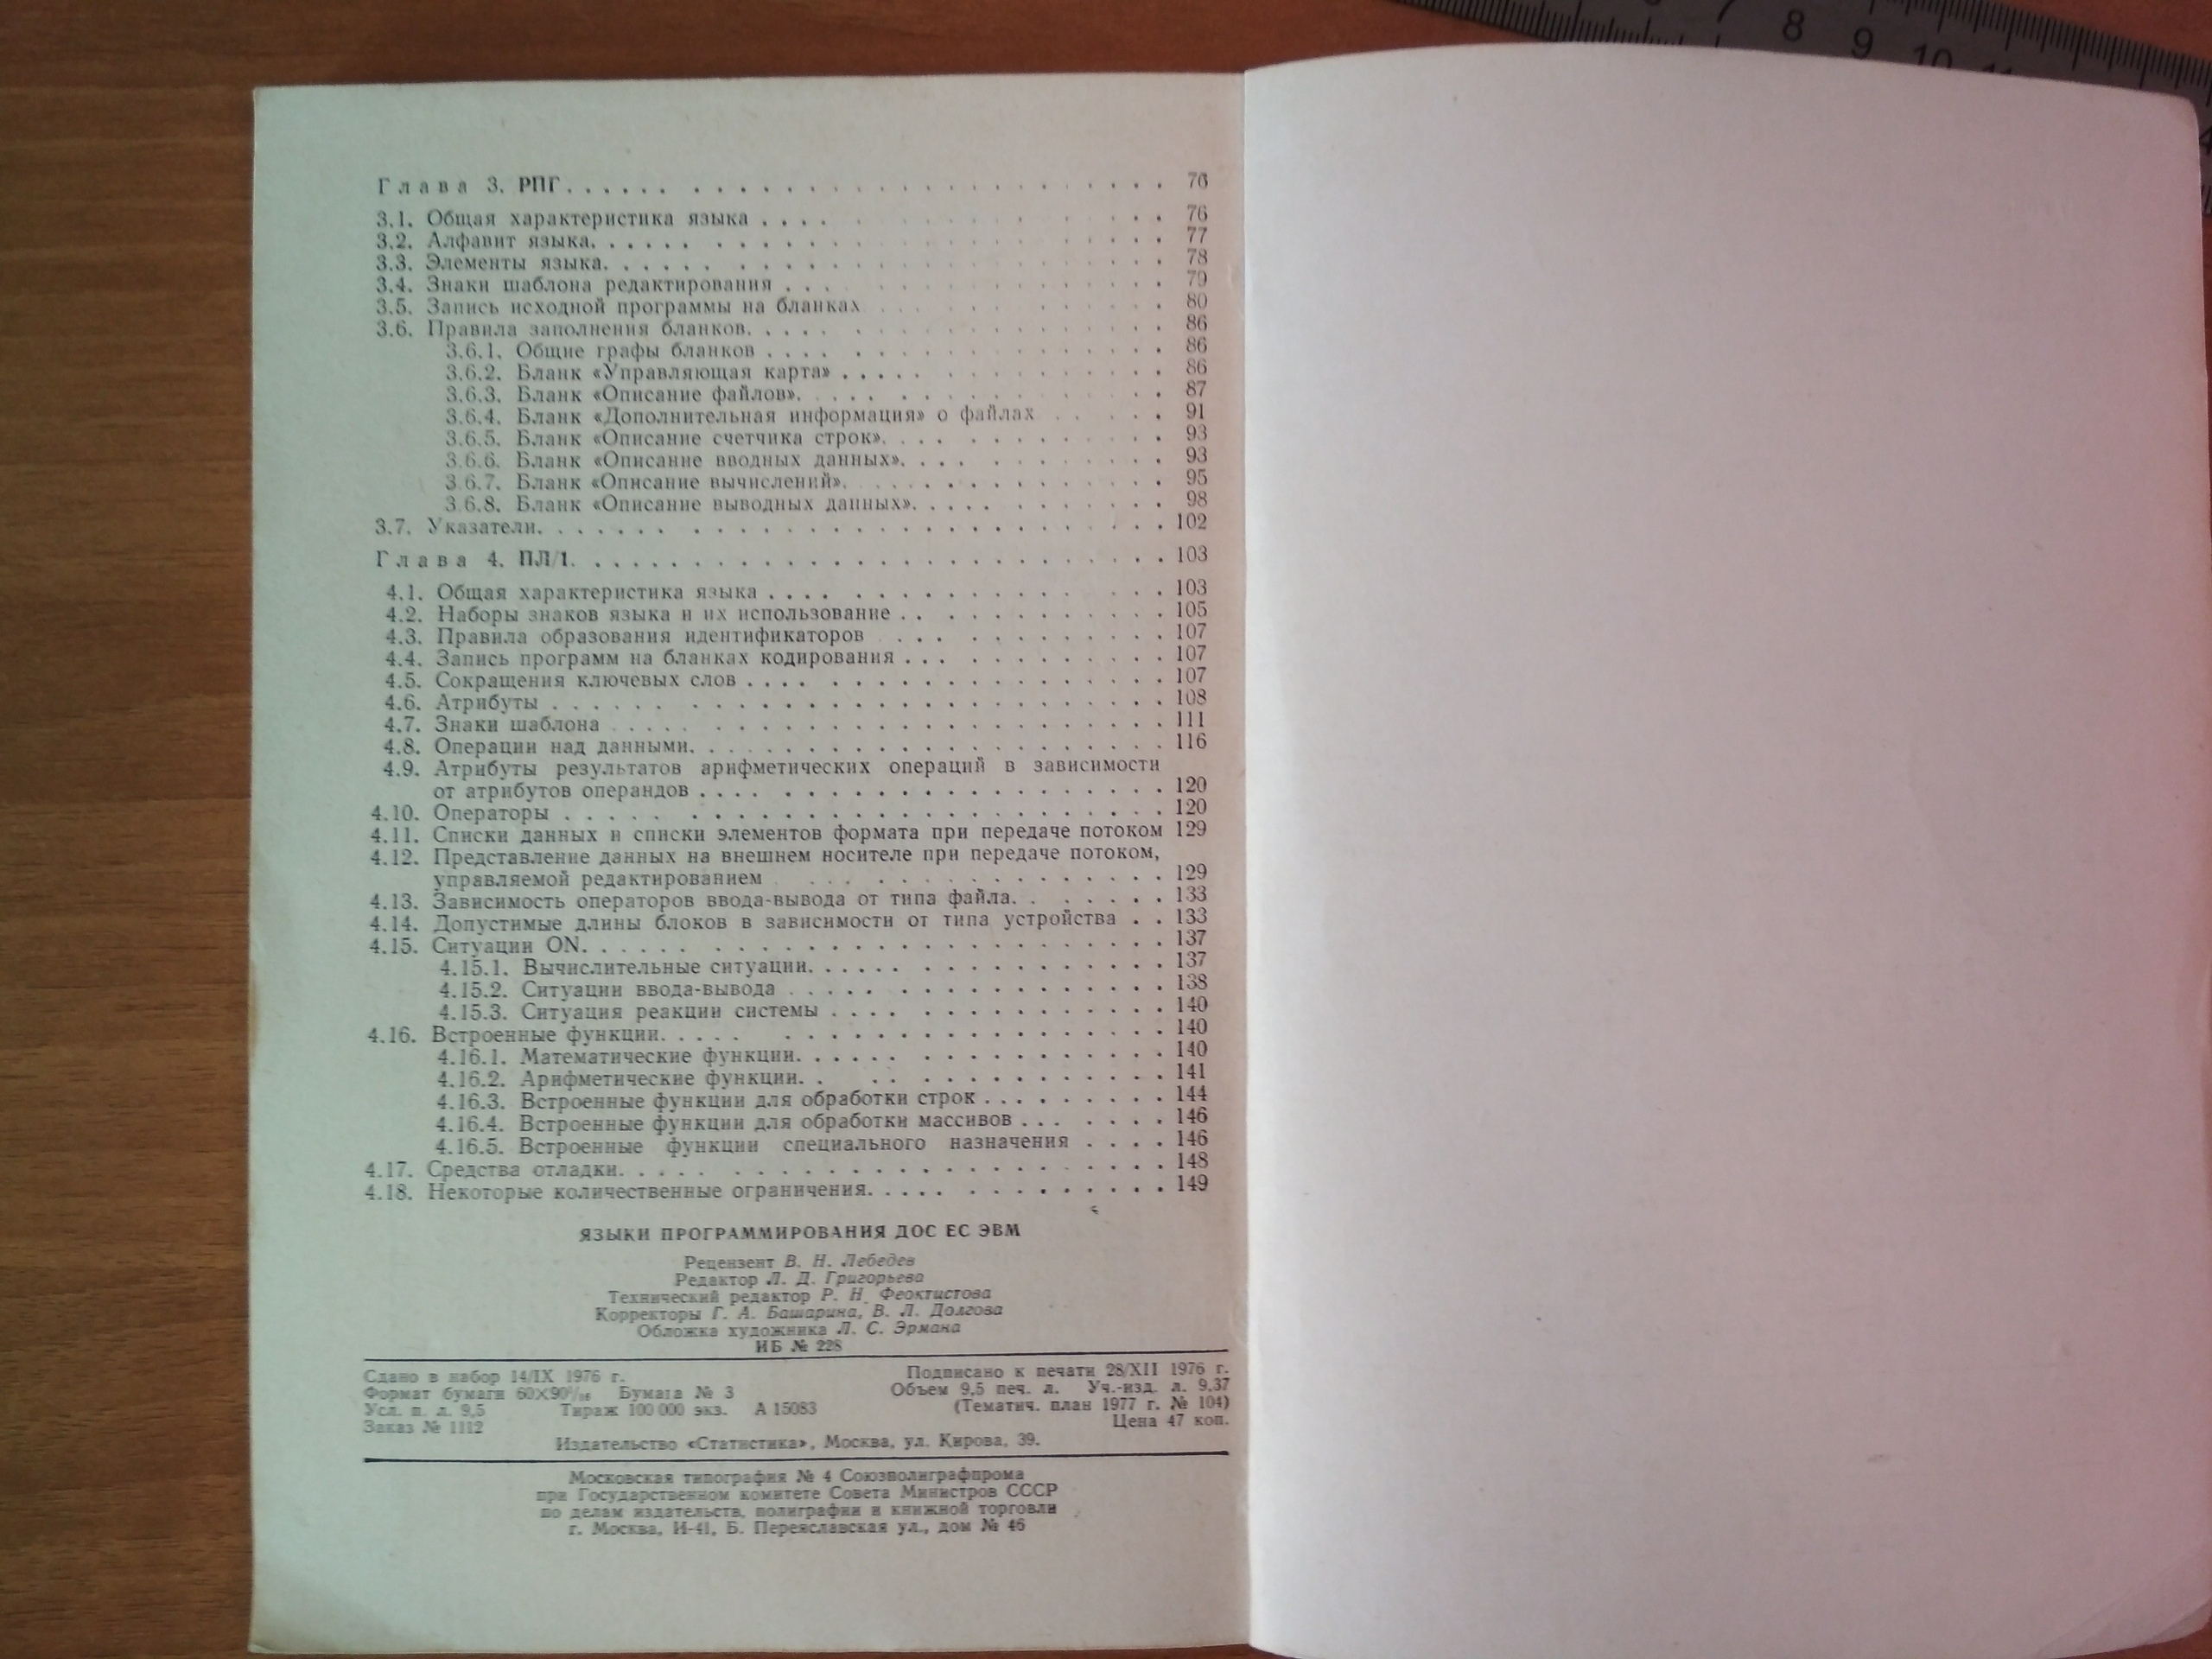 7 8 9 10 11
Глава 3. РПГ. . . . . . . . . . . . . . . . . . . . 76
3.1. Общая характеристика языка . . . . . . . . . . . . 76
3.2. Алфавит языка. . . . . . . . . . . . . . . . . . 77
3.3. Элементы языка. . . . . . . . . . . . . . . . . . 78
3.4. Знаки шаблона редактирования . . . . . . . . . . . 79
3.5. Запись исходной программы на бланках . . . . . . . . 80
3.6. Правила заполнения бланков. . . . . . . . . . . . . 86
3.6.1. Общие графы бланков . . . . . . . . . . . . . 86
3.6.2. Бланк «Управляющая карта» . . . . . . . . . . . 86
3.6.3. Бланк «Описание файлов». . . . . . . . . . . . 87
3.6.4. Бланк «Дополнительная информация» о файлах . . . . . 91
3.6.5. Бланк «Описание счетчика строк». . . . . . . . . . 93
3.6.6. Бланк «Описание вводных данных». . . . . . . . . . 93
3.6.7. Бланк «Описание вычислений». . . . . . . . . . . 95
3.6.8. Бланк «Описание выводных данных». . . . . . . . . 98
3.7. Указатели. . . . . . . . . . . . . . . . . . . . 102
Глава 4. ПЛ/1. . . . . . . . . . . . . . . . . . . . 103
4.1. Общая характеристика языка . . . . . . . . . . . . 103
4.2. Наборы знаков языка и их использование . . . . . . . 105
4.3. Правила образования идентификаторов . . . . . . . . 107
4.4. Запись программ на бланках кодирования . . . . . . . 107
4.5. Сокращения ключевых слов . . . . . . . . . . . . . 107
4.6. Атрибуты . . . . . . . . . . . . . . . . . . . . 108
4.7. Знаки шаблона . . . . . . . . . . . . . . . . . . 111
4.8. Операции над данными. . . . . . . . . . . . . . . 116
4.9. Атрибуты результатов арифметических операций в зависимости
от атрибутов операндов . . . . . . . . . . . . . . . 120
4.10. Операторы . . . . . . . . . . . . . . . . . . . 120
4.11. Списки данных и списки элементов формата при передаче потоком 129
4.12. Представление данных на внешнем носителе при передаче потоком,
управляемой редактированием . . . . . . . . . . . . . 129
4.13. Зависимость операторов ввода-вывода от типа файла. . . . . . 133
4.14. Допустимые длины блоков в зависимости от типа устройства . . 133
4.15. Ситуации ON. . . . . . . . . . . . . . . . . . . 137
4.15.1. Вычислительные ситуации. . . . . . . . . . . . 137
4.15.2. Ситуации ввода-вывода . . . . . . . . . . . . . 138
4.15.3. Ситуация реакции системы . . . . . . . . . . . . 140
4.16. Встроенные функции. . . . . . . . . . . . . . . . 140
4.16.1. Математические функции. . . . . . . . . . . . . 140
4.16.2. Арифметические функции. . . . . . . . . . . . . 141
4.16.3. Встроенные функции для обработки строк . . . . . . . 144
4.16.4. Встроенные функции для обработки массивов . . . . . . 146
4.16.5. Встроенные функции специального назначения . . . . 146
4.17. Средства отладки. . . . . . . . . . . . . . . . . 148
4.18. Некоторые количественные ограничения. . . . . . . . . 149
ЯЗЫКИ ПРОГРАММИРОВАНИЯ ДОС ЕС ЭВМ
Рецензент В. Н. Лебедев
Редактор Л. Д. Григорьева
Технический редактор Р. Н. Феоктистова
Корректоры Г. А. Башарина, В. Л. Долгова
Обложка художника Л. С. Эрмана
ИБ № 228
Сдано в набор 14/IX 1976 г. Подписано к печати 28/XII 1976 г.
Формат бумаги 60×90 1/16 Бумага № 3 Объем 9,5 печ. л. Уч.-изд. л. 9,37
Усл. п. л. 9,5 Тираж 100 000 экз. А 15083 (Тематич. план 1977 г. № 104)
Заказ № 1112 Цена 47 коп.
Издательство «Статистика», Москва, ул. Кирова, 39.
Московская типография № 4 Союзполиграфпрома
при Государственном комитете Совета Министров СССР
по делам издательств, полиграфии и книжной торговли
г. Москва, И-41, Б. Переяславская ул., дом № 46